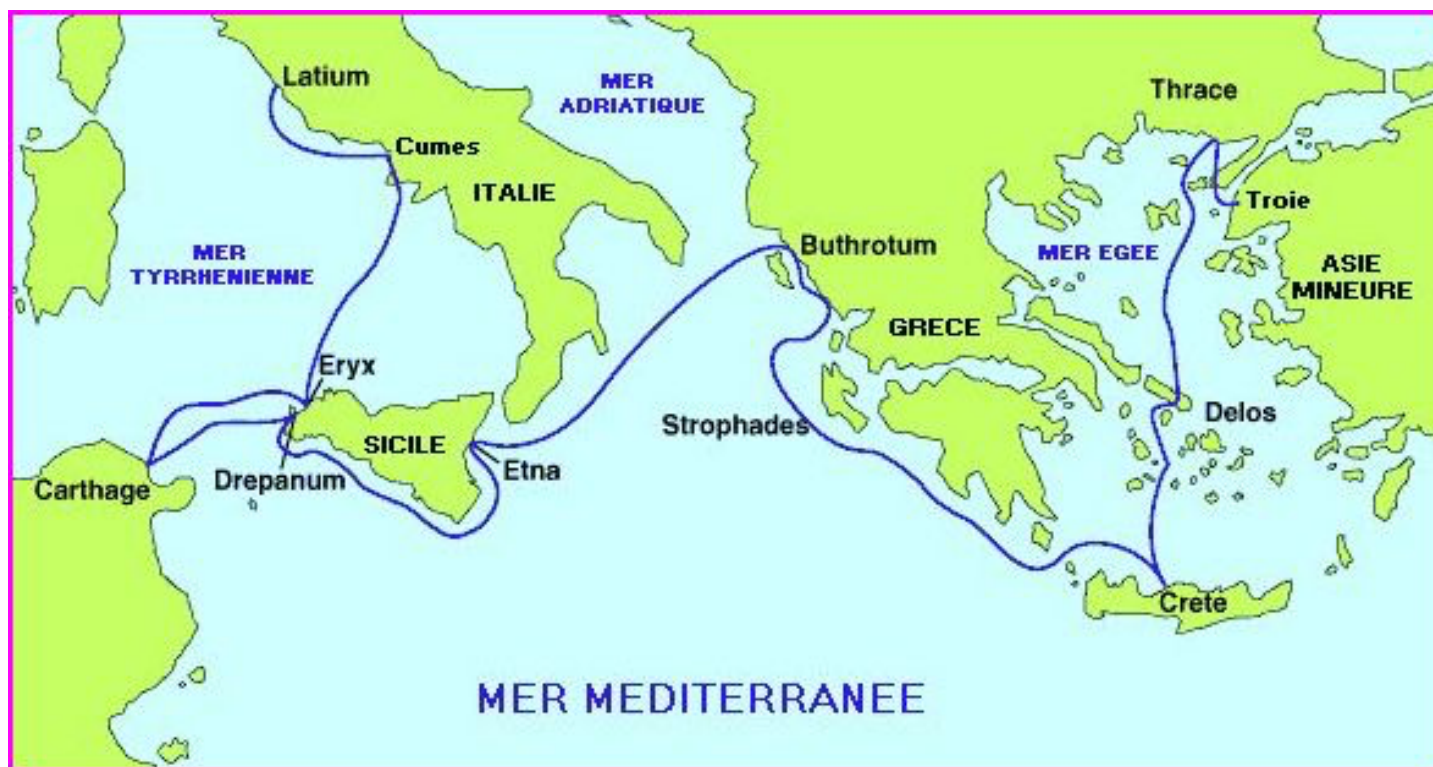 Latium
MER
ADRIATIQUE
Thrace
Cumes
ITALIE
Troie
MER
TYRRHENIENNE
Buthrotum
MER EGEE
ASIE
MINEURE
GRECE
Eryx
Strophades
Delos
SICILE
Etna
Drepanum
Carthage
Crete
MER MEDITERRANEE